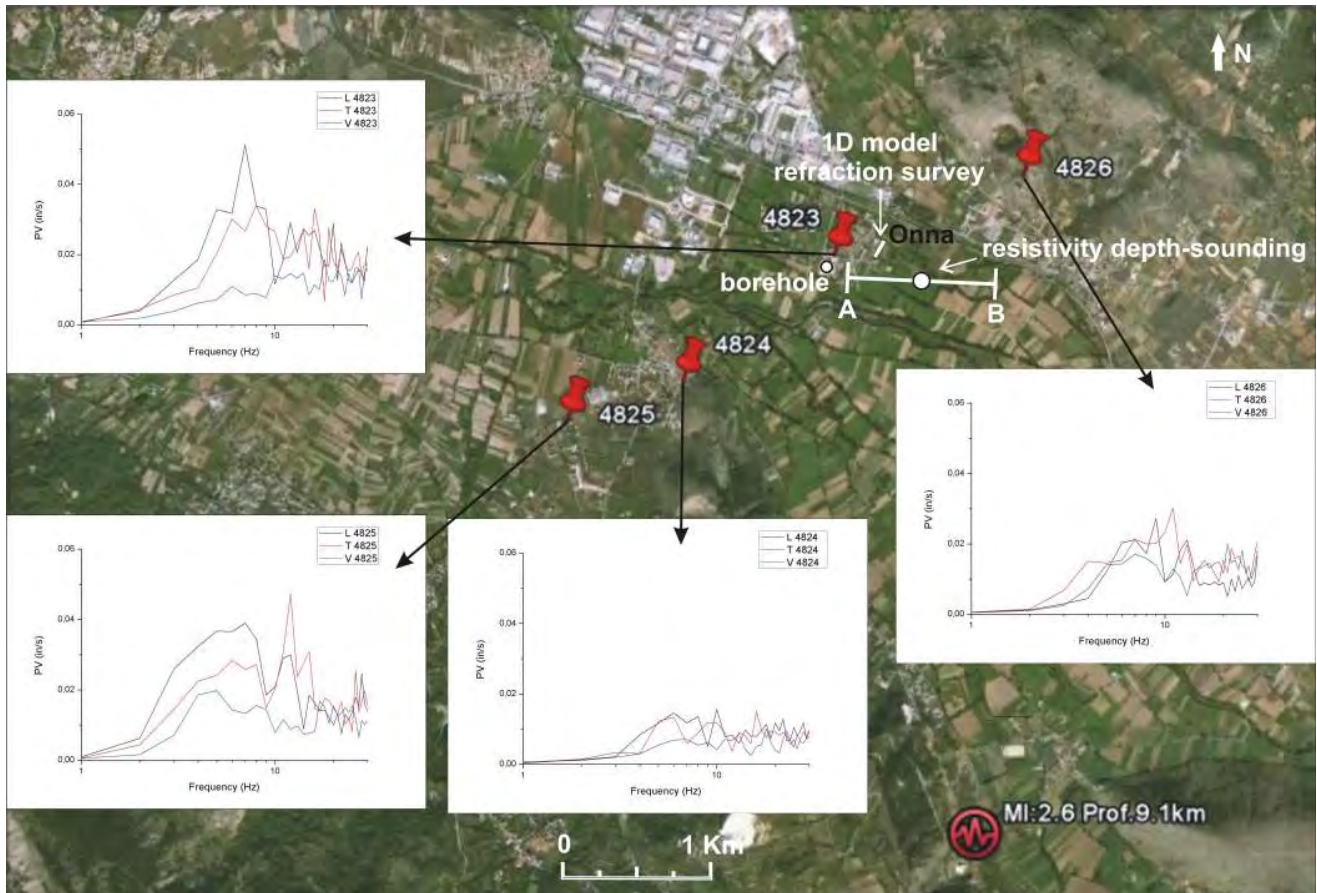 N
L 4823
T 4823
V 4823
0,06
0,04
0,02
0,00
PV (in/s)
1
10
Frequency (Hz)
1D model
refraction survey
4826
4823
Onna
resistivity depth-sounding
borehole
A
B
4824
4825
L 4826
T 4826
V 4826
0,06
0,04
0,02
0,00
PV (in/s)
1
10
Frequency (Hz)
L 4825
T 4825
V 4825
0,06
0,04
0,02
0,00
PV (in/s)
1
10
Frequency (Hz)
L 4824
T 4824
V 4824
0,06
0,04
0,02
0,00
PV (in/s)
1
10
Frequency (Hz)
Ml:2.6 Prof.9.1km
0
1 Km